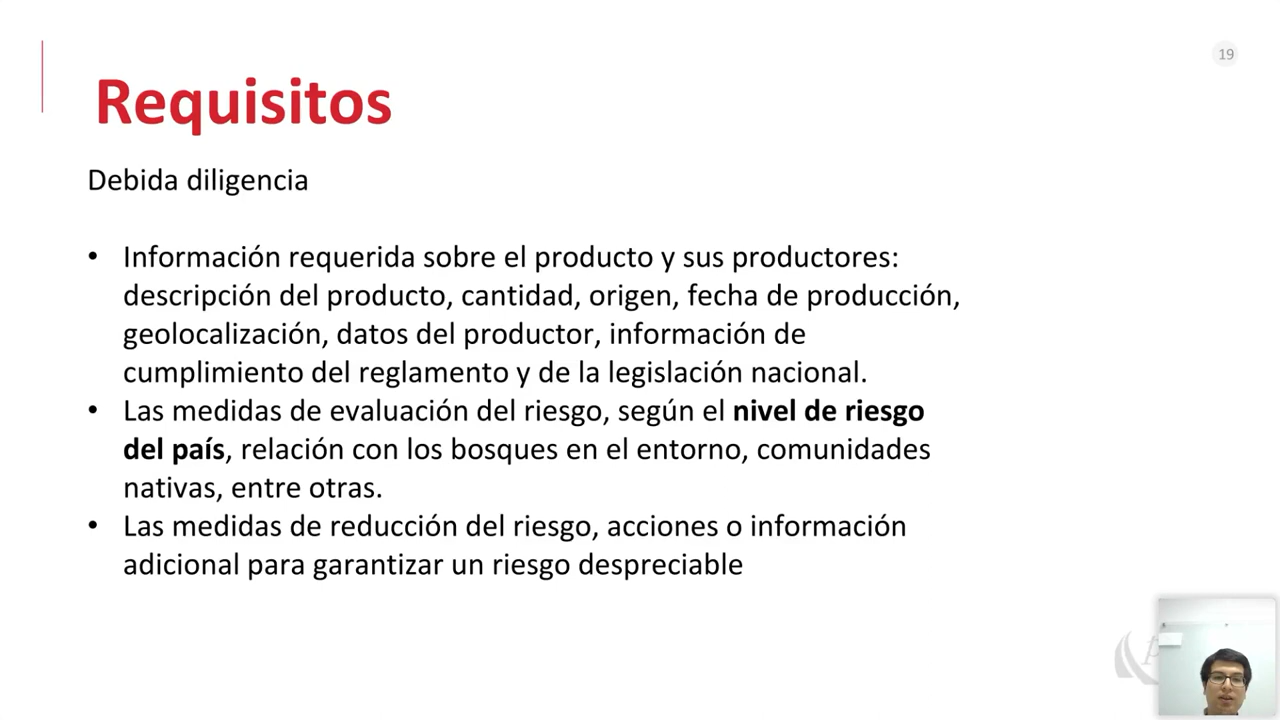 19
Requisitos
Debida diligencia
• Información requerida sobre el producto y sus productores:
descripción del producto, cantidad, origen, fecha de producción,
geolocalización, datos del productor, información de
cumplimiento del reglamento y de la legislación nacional.
• Las medidas de evaluación del riesgo, según el nivel de riesgo
del país, relación con los bosques en el entorno, comunidades
nativas, entre otras.
• Las medidas de reducción del riesgo, acciones o información
adicional para garantizar un riesgo despreciable